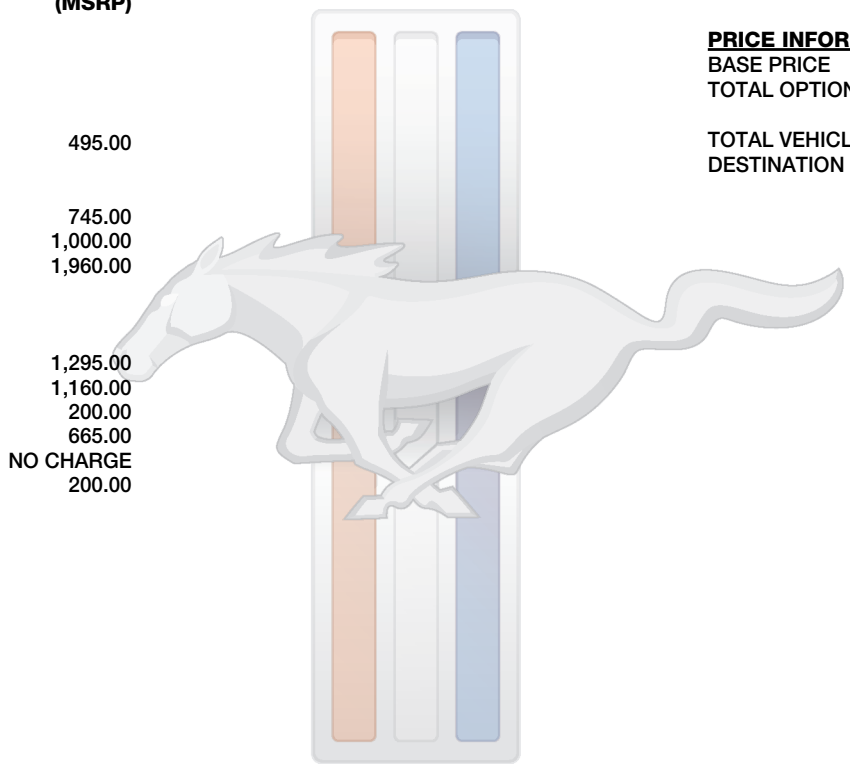 (MSRP)
495.00
745.00
1,000.00
1,960.00
1,295.00
1,160.00
200.00
665.00
NO CHARGE
200.00
PRICE INFOR
BASE PRICE
TOTAL OPTION
TOTAL VEHICL
DESTINATION